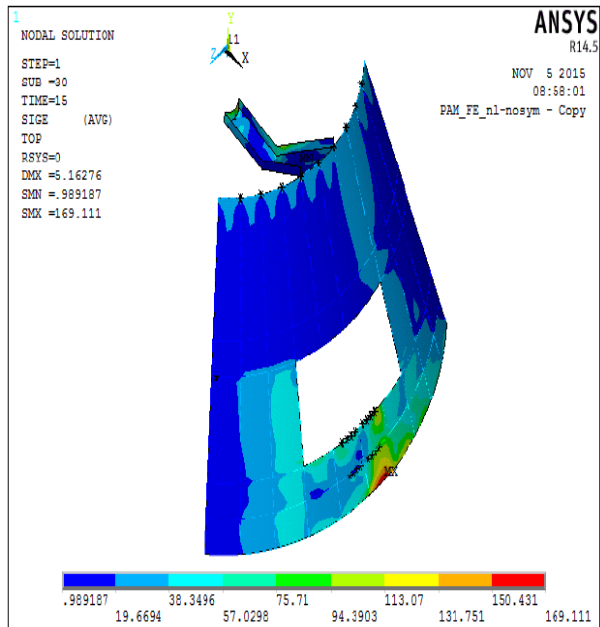 1
NODAL SOLUTION
STEP=1
SUB =30
TIME=15
SIGE (AVG)
TOP
RSYS=0
DMX=5.16276
SMN =.989187
SMX =169.111
Y
Z
X
ANSYS
R14.5
NOV 5 2015
08:58:01
PAM_FE_nl-nosym - Copy
MX
.989187
19.6694
38.3496
57.0298
75.71
94.3903
113.07
131.751
150.431
169.111